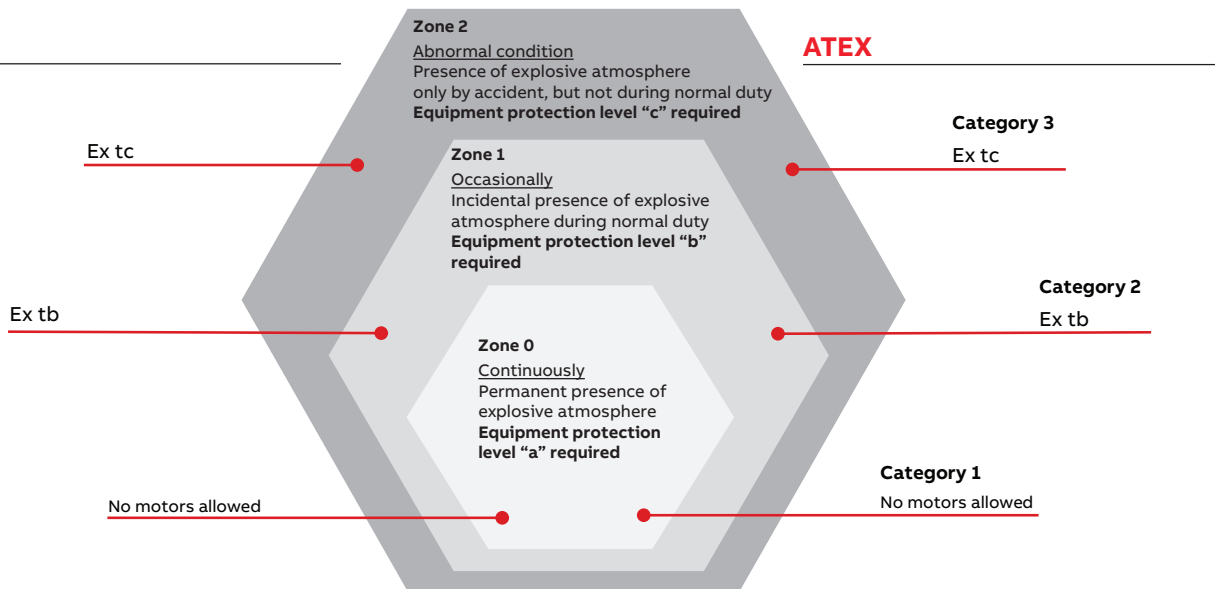 Zone 2
Abnormal condition
Presence of explosive atmosphere
only by accident, but not during normal duty
Equipment protection level “c” required
ATEX
Ex tc
Category 3
Ex tc
Zone 1
Occasionally
Incidental presence of explosive
atmosphere during normal duty
Equipment protection level “b”
required
Ex tb
Category 2
Ex tb
Zone 0
Continuously
Permanent presence of
explosive atmosphere
Equipment protection
level “a” required
No motors allowed
Category 1
No motors allowed